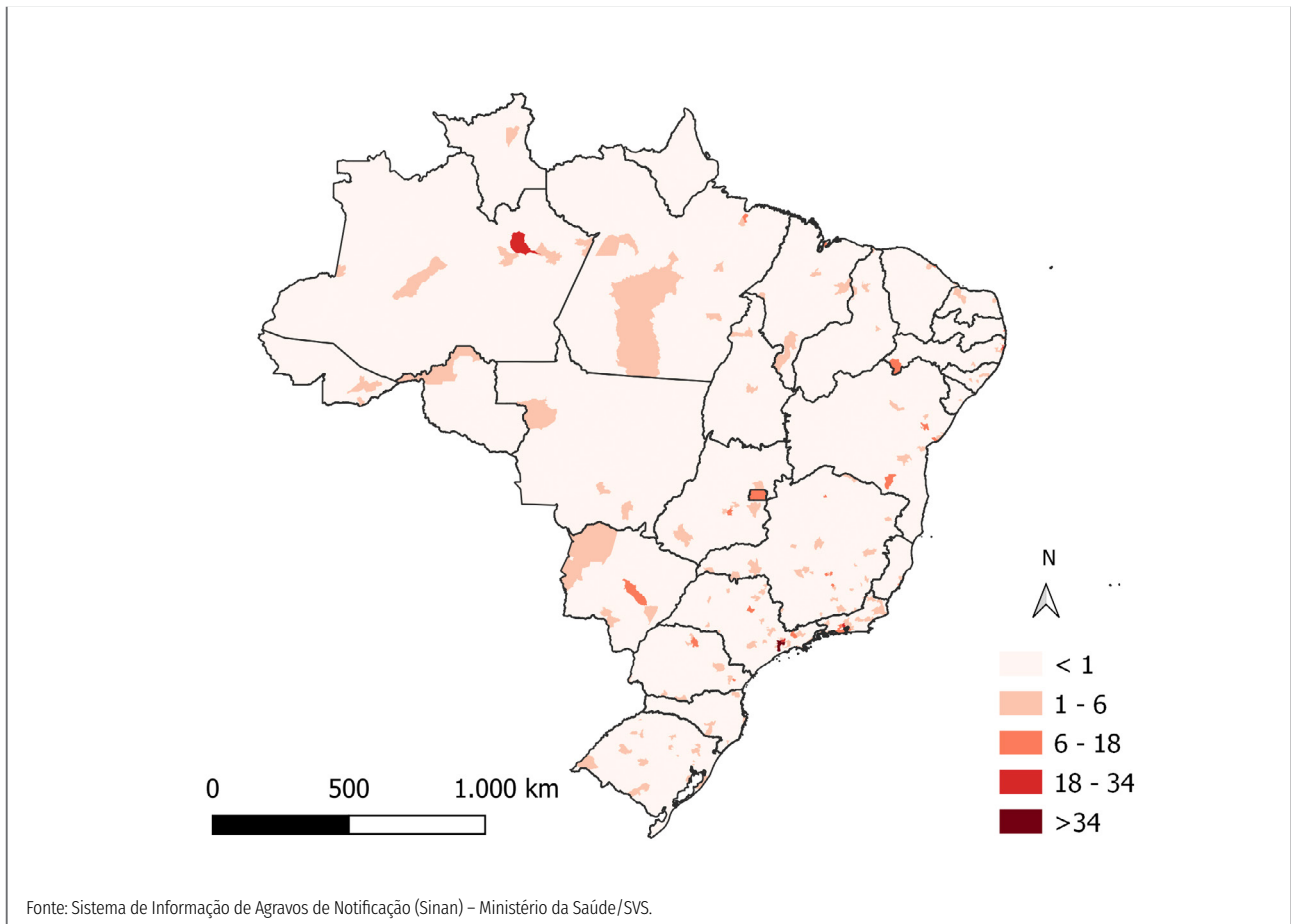 N
< 1
1 - 6
6 - 18
18 - 34
>34
0 500 1.000 km
Fonte: Sistema de Informação de Agravos de Notificação (Sinan) – Ministério da Saúde/SVS.